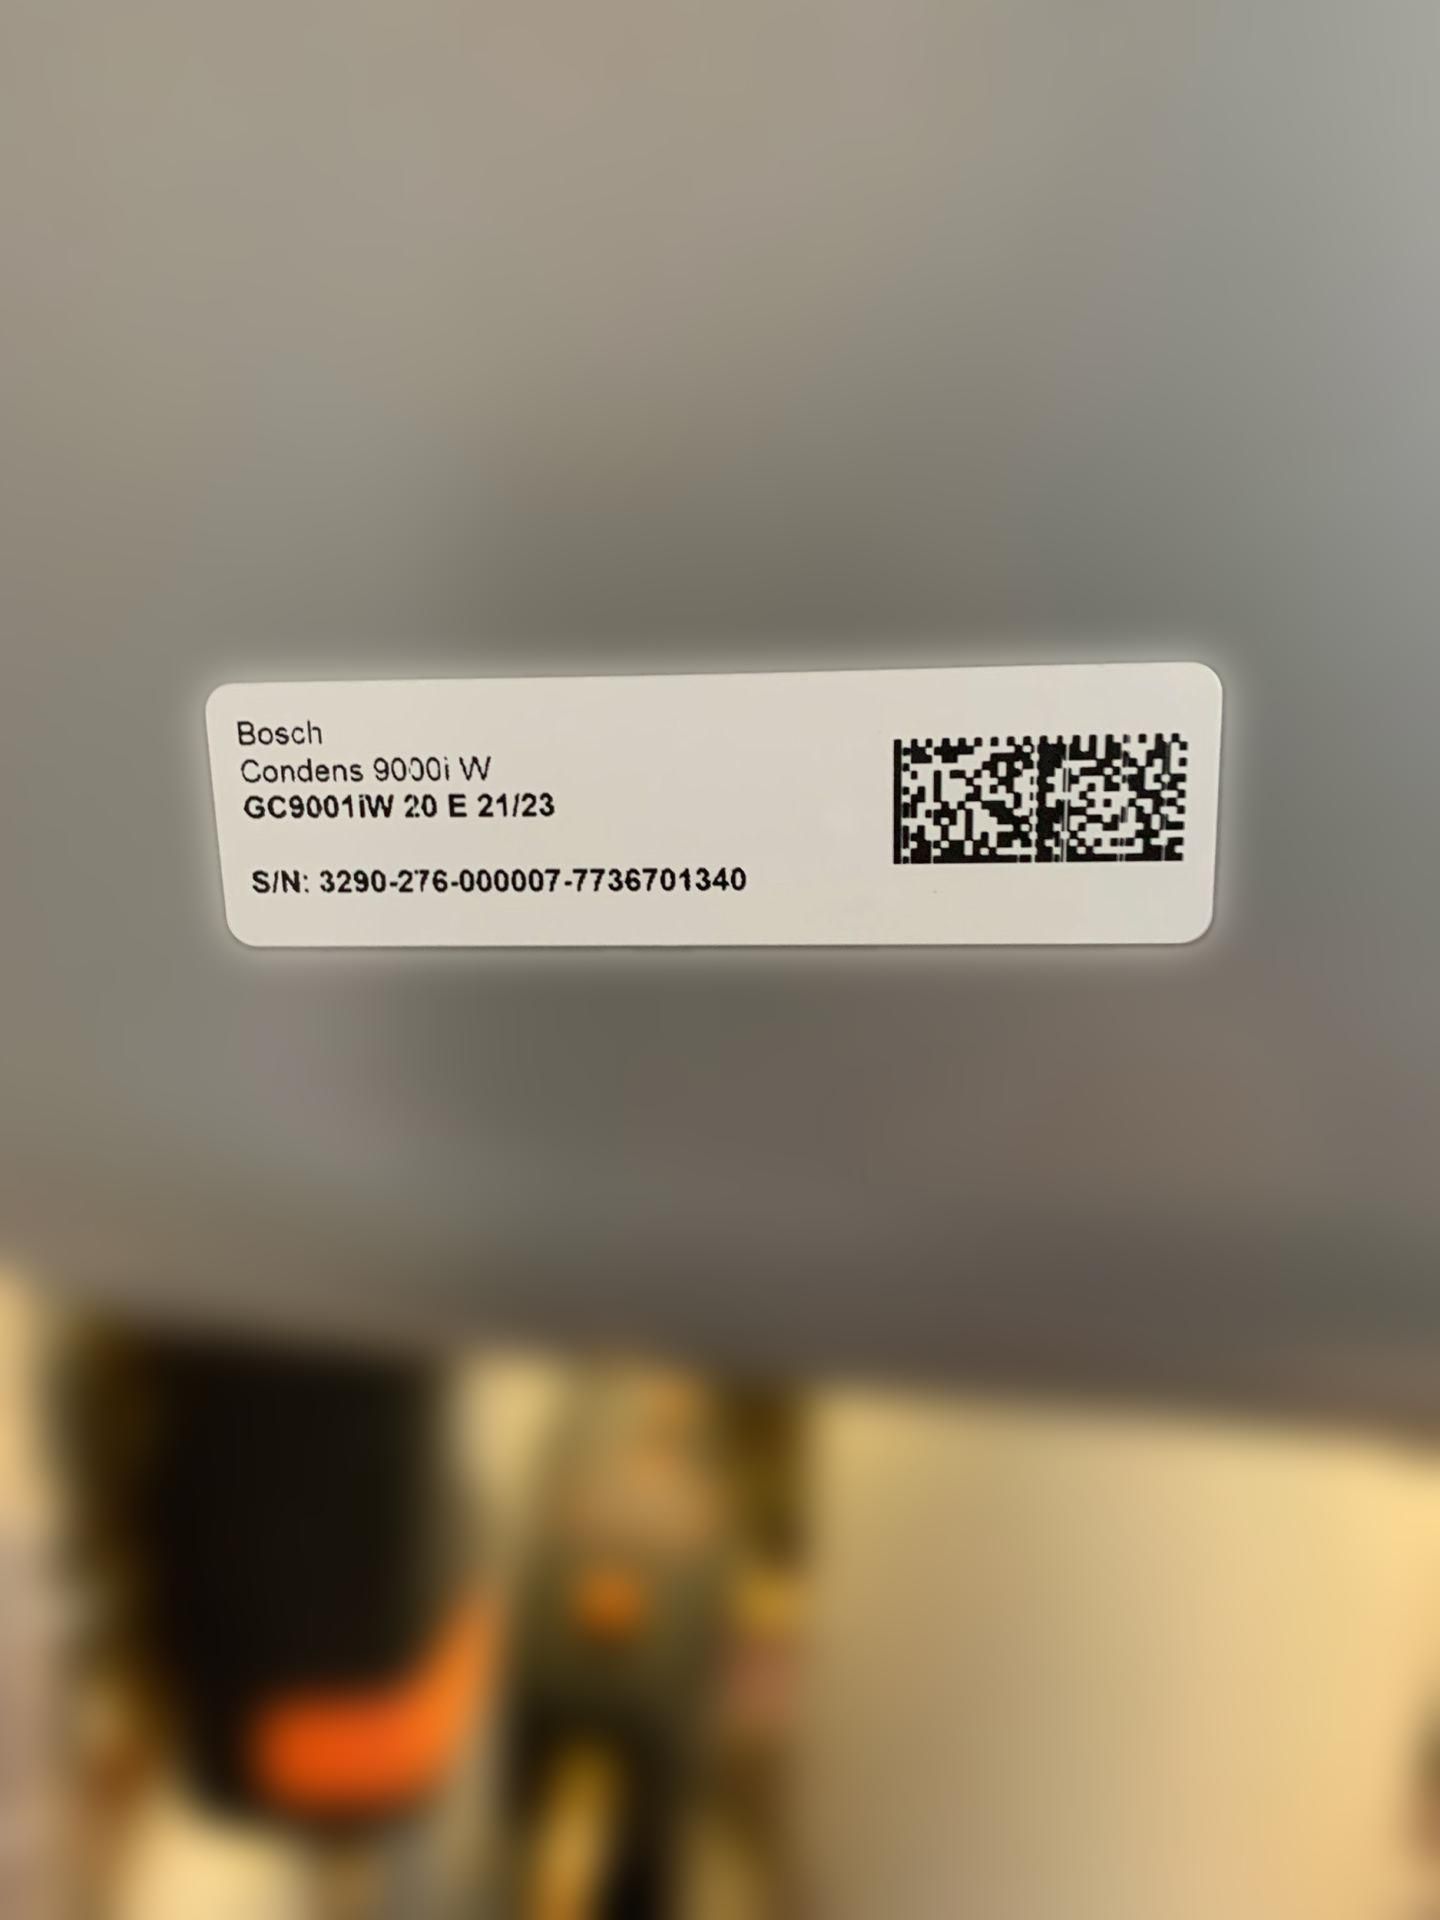 Bosch
Condens 9000i W
GC9001iW 20 E 21/23
S/N: 3290-276-000007-7736701340